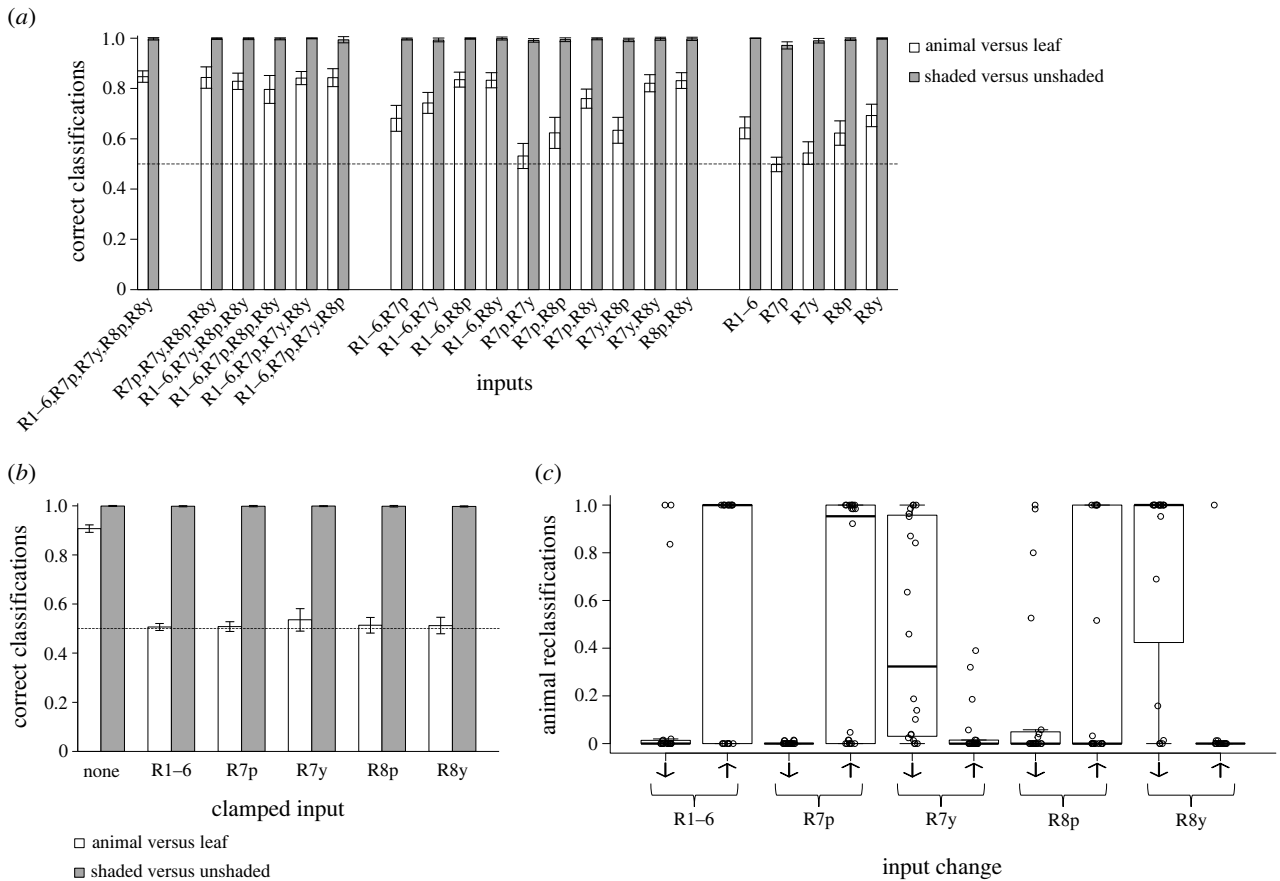 (a)
correct classifications
1.0
0.8
0.6
0.4
0.2
0
animal versus leaf
shaded versus unshaded
R1–6,R7p,R7y,R8p,R8y
R7p,R7y,R8p,R8y
R1–6,R7y,R8p,R8y
R1–6,R7p,R8p,R8y
R1–6,R7p,R7y,R8y
R1–6,R7p,R7y,R8p
R1–6,R7p
R1–6,R7y
R1–6,R8p
R1–6,R8y
R7p,R7y
R7p,R8p
R7p,R8y
R7y,R8p
R7y,R8y
R8p,R8y
R1–6
R7p
R7y
R8p
R8y
inputs
(b)
correct classifications
1.0
0.8
0.6
0.4
0.2
0
none R1–6 R7p R7y R8p R8y
clamped input
animal versus leaf
shaded versus unshaded
(c)
animal reclassifications
1.0
0.8
0.6
0.4
0.2
0
↓ ↑ ↓ ↑ ↓ ↑ ↓ ↑ ↓ ↑
R1–6 R7p R7y R8p R8y
input change